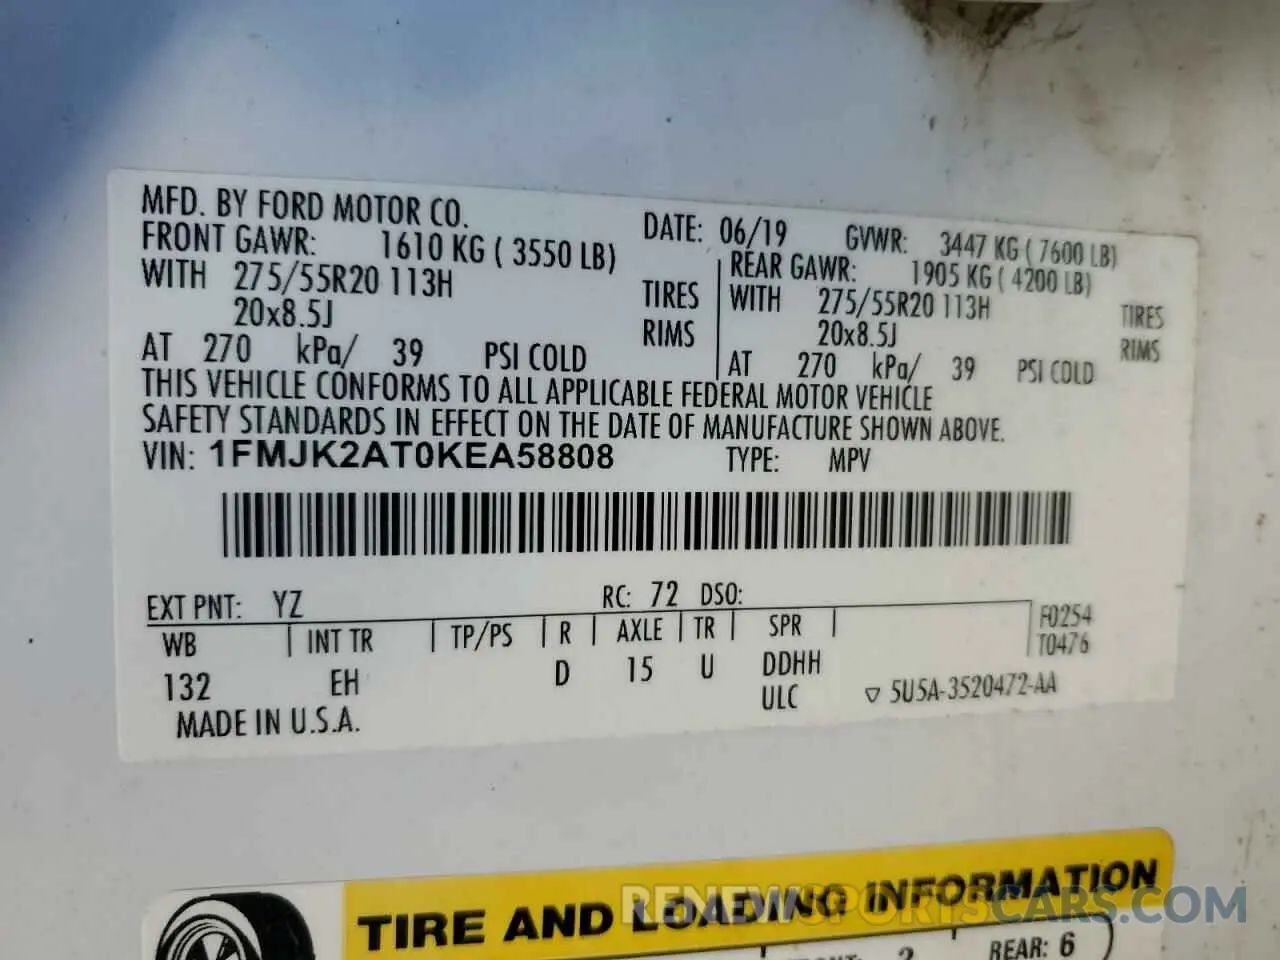 MFD. BY FORD MOTOR CO.
DATE: 06/19 GVWR: 3447 KG ( 7600 LB)
FRONT GAWR: 1610 KG ( 3550 LB) REAR GAWR: 1905 KG ( 4200 LB)
WITH 275/55R20 113H TIRES WITH 275/55R20 113H TIRES
20x8.5J RIMS 20x8.5J RIMS
AT 270 kPa/ 39 PSI COLD AT 270 kPa/ 39 PSI COLD
THIS VEHICLE CONFORMS TO ALL APPLICABLE FEDERAL MOTOR VEHICLE
SAFETY STANDARDS IN EFFECT ON THE DATE OF MANUFACTURE SHOWN ABOVE.
VIN: 1FMJK2AT0KEA58808 TYPE: MPV
EXT PNT: YZ RC: 72 DSO:
WB INT TR TP/PS R AXLE TR SPR F0254
T0476
132 EH D 15 U DDHH
ULC ▽ 5U5A-3520472-AA
MADE IN U.S.A.
TIRE AND LOADING INFORMATION
RENEWSPORTSCARS.COM
REAR: 6